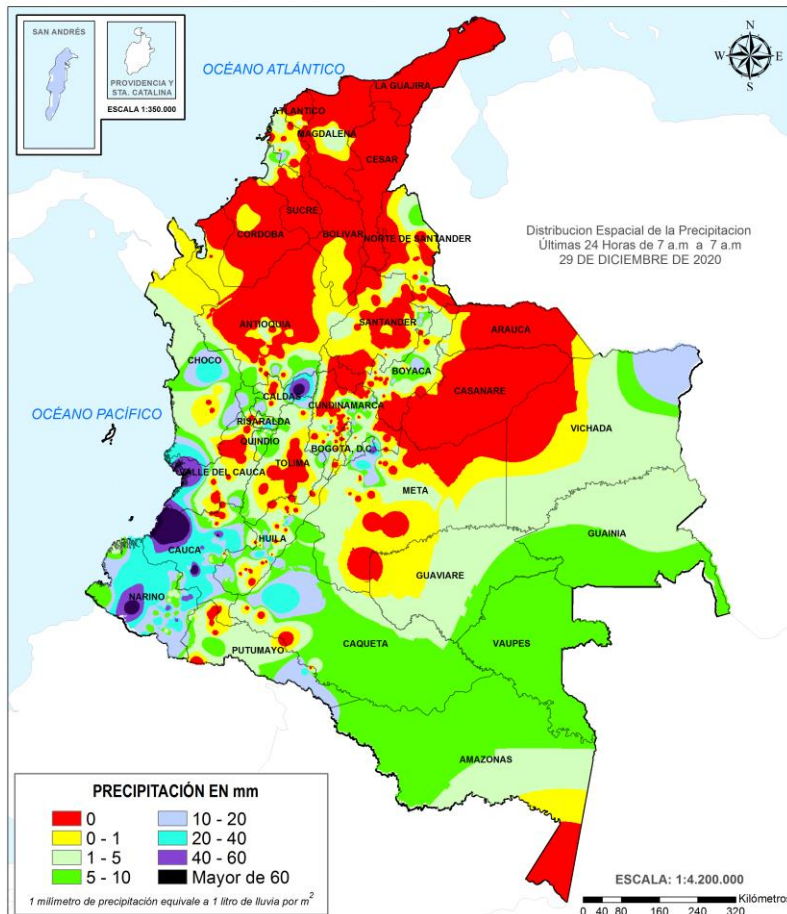 SAN ANDRÉS
PROVIDENCIA Y
STA. CATALINA
ESCALA 1:350.000
N
W E
S
OCÉANO ATLÁNTICO
LA GUAJIRA
ATLANTICO
MAGDALENA
CESAR
SUCRE
CORDOBA
BOLIVAR
NORTE DE SANTANDER
Distribucion Espacial de la Precipitacion
Últimas 24 Horas de 7 a.m a 7 a.m
29 DE DICIEMBRE DE 2020
ANTIOQUIA
SANTANDER
ARAUCA
CHOCO
BOYACA
CALDAS
CASANARE
OCÉANO PACÍFICO
CUNDINAMARCA
RISARALDA
VICHADA
QUINDIO
BOGOTA, D.C.
VALLE DEL CAUCA
TOLIMA
META
GUAINIA
HUILA
CAUCA
GUAVIARE
NARINO
CAQUETA
VAUPES
PUTUMAYO
AMAZONAS
PRECIPITACIÓN EN mm
0
10 - 20
0 - 1
20 - 40
1 - 5
40 - 60
5 - 10
Mayor de 60
1 milímetro de precipitación equivale a 1 litro de lluvia por m²
ESCALA: 1:4.200.000
Kilómetros
0 40 80 160 240 320